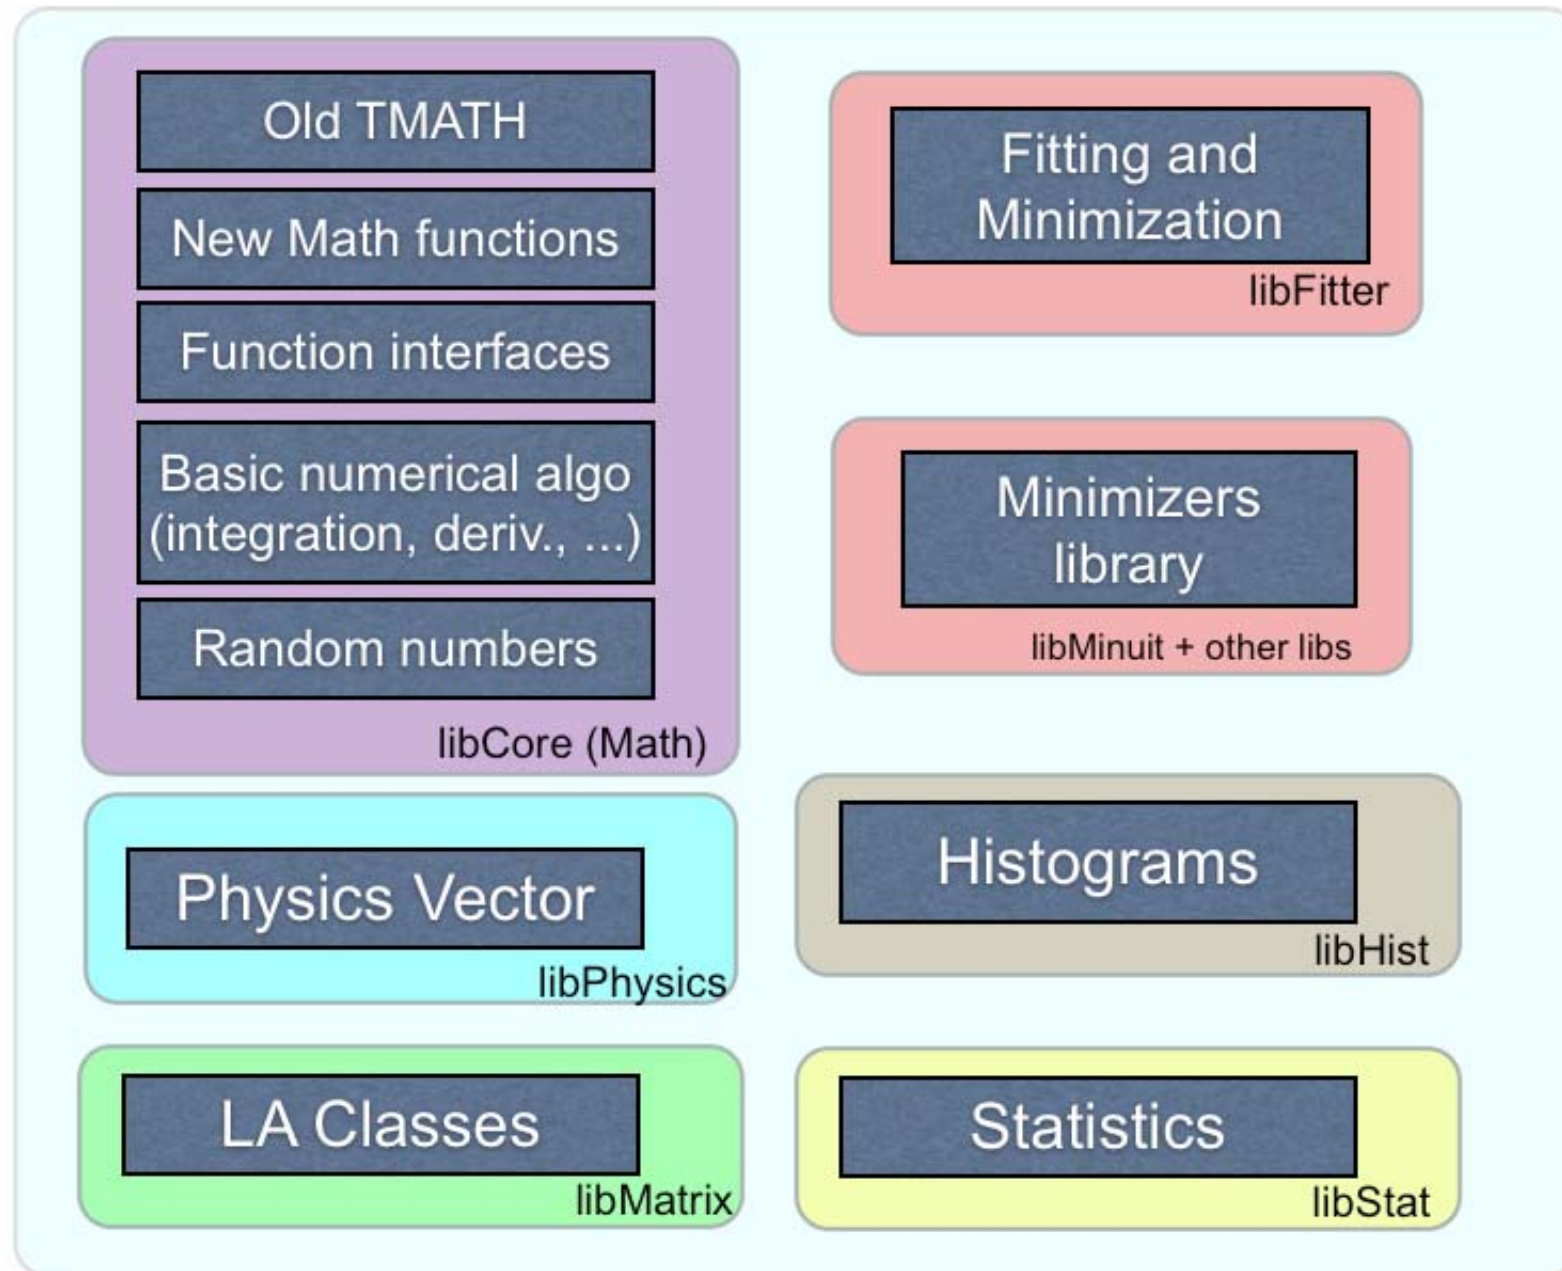 Old TMATH
New Math functions
Function interfaces
Basic numerical algo
(integration, deriv., ...)
Random numbers
libCore (Math)
Physics Vector
libPhysics
LA Classes
libMatrix
Fitting and
Minimization
libFitter
Minimizers
library
libMinuit + other libs
Histograms
libHist
Statistics
libStat